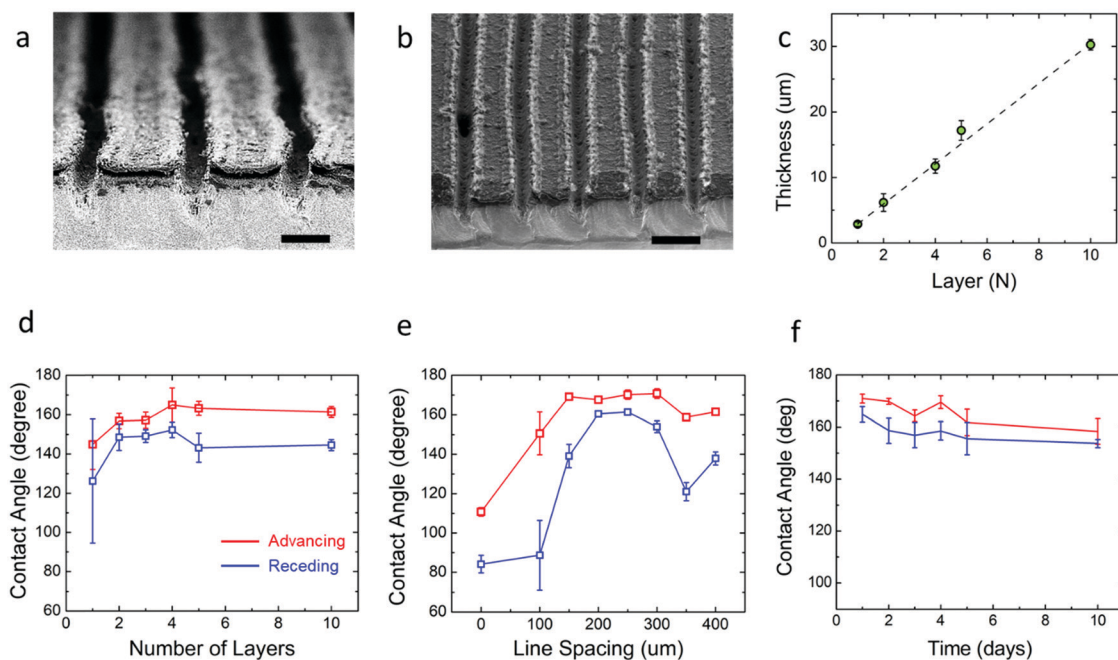 a
b
c
30
20
10
0
Thickness (um)
0 2 4 6 8 10
Layer (N)
d
e
f
180
160
140
120
100
80
60
Contact Angle (degree)
Advancing
Receding
0 2 4 6 8 10
Number of Layers
180
160
140
120
100
80
60
Contact Angle (degree)
0 100 200 300 400
Line Spacing (um)
180
160
140
120
100
Contact Angle (deg)
0 2 4 6 8 10
Time (days)